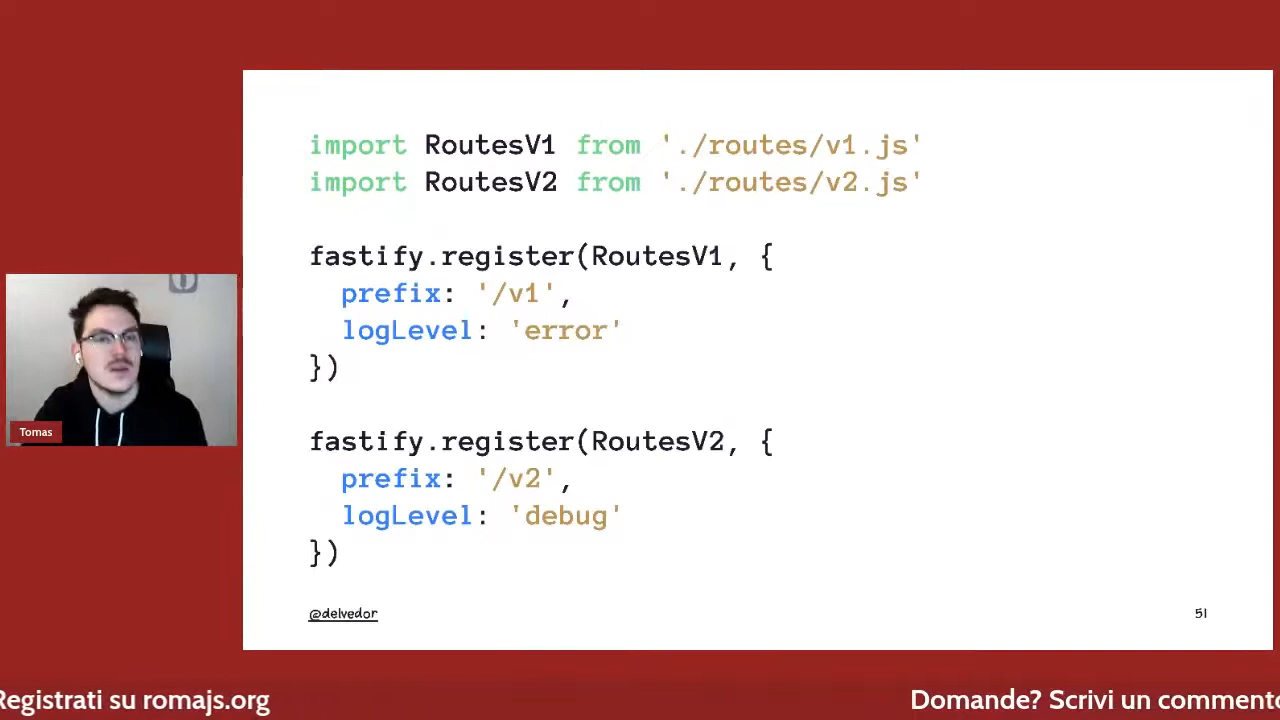 import RoutesV1 from './routes/v1.js'
import RoutesV2 from './routes/v2.js'
fastify.register(RoutesV1, {
prefix: '/v1',
logLevel: 'error'
})
fastify.register(RoutesV2, {
prefix: '/v2',
logLevel: 'debug'
})
@delvedor
51
Tomas
Registrati su romajs.org
Domande? Scrivi un commento